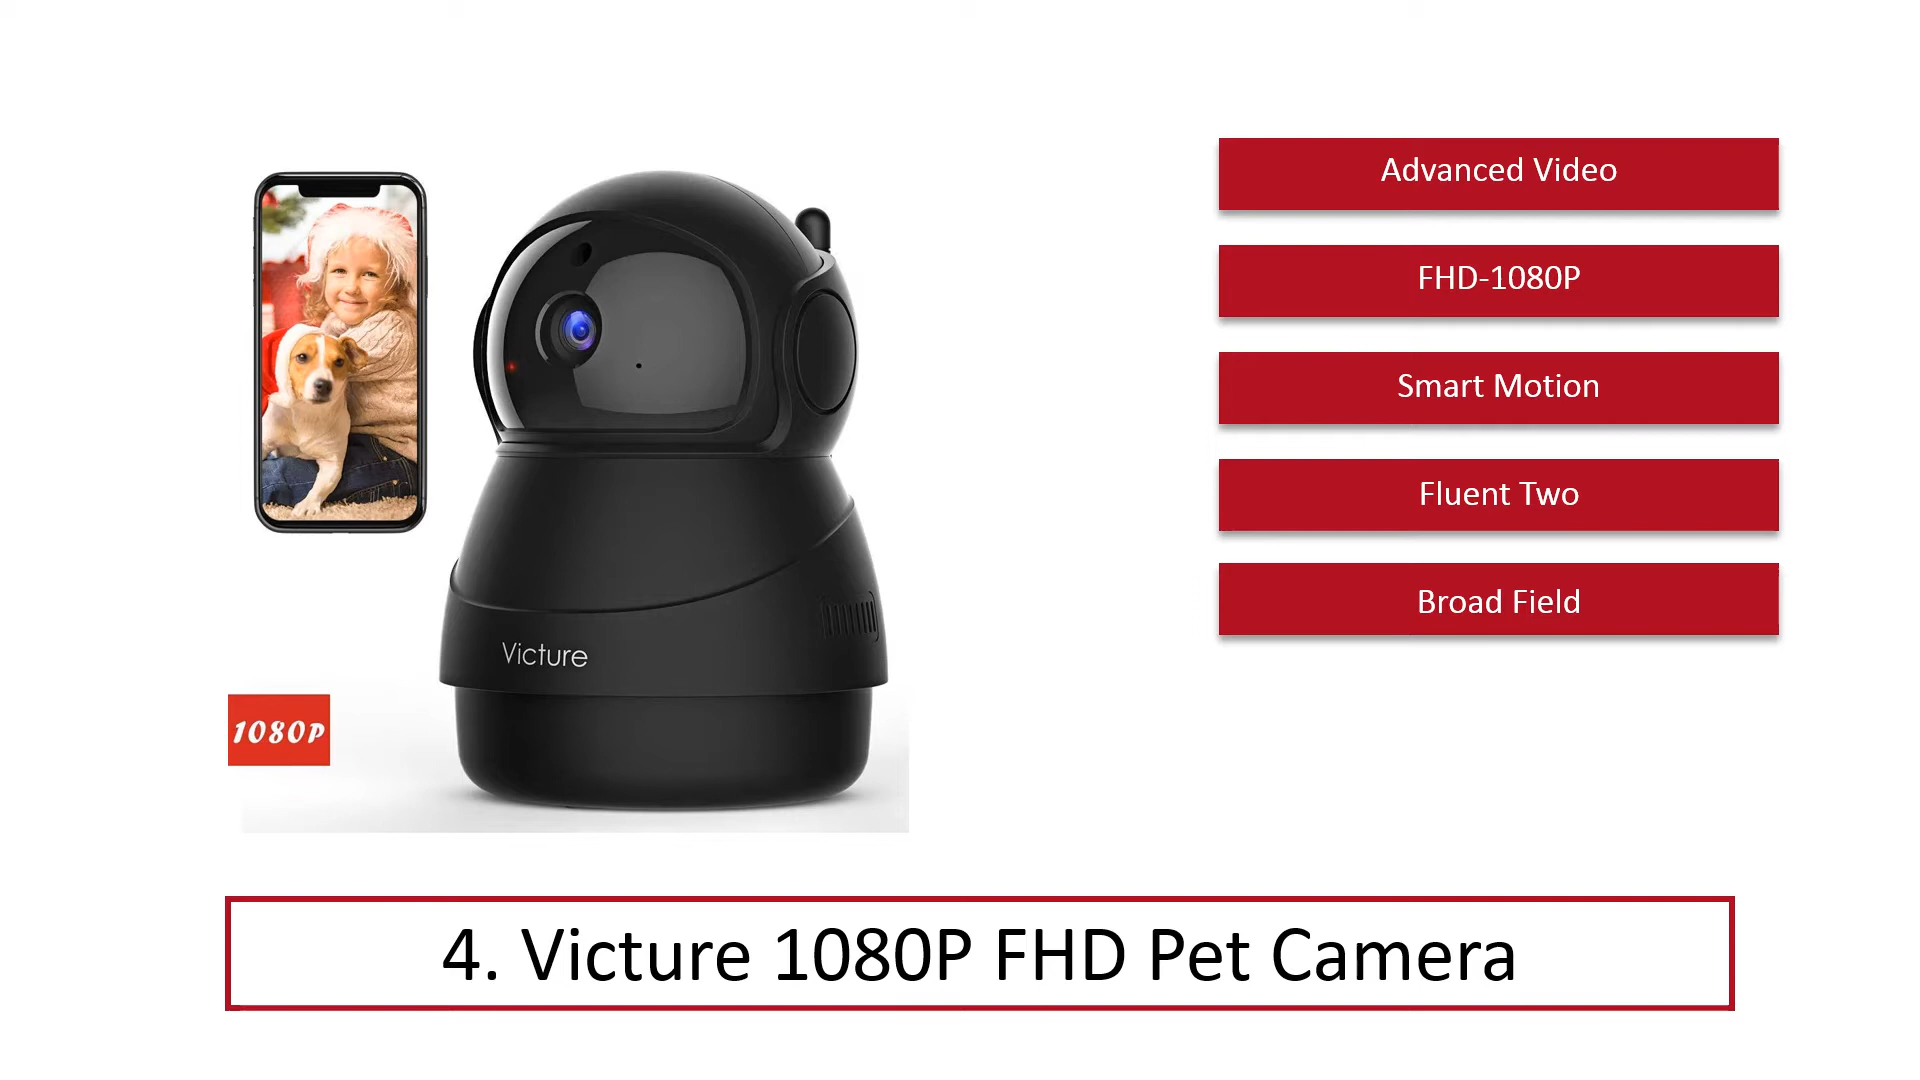 Advanced Video
FHD-1080P
Smart Motion
Fluent Two
Broad Field
Victure
1080P
4. Victure 1080P FHD Pet Camera